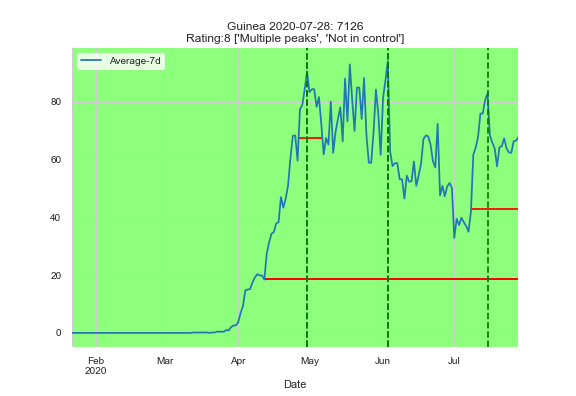 Guinea 2020-07-28: 7126
Rating:8 ['Multiple peaks', 'Not in control']
Average-7d
80
60
40
20
0
Feb Mar Apr May Jun Jul
2020
Date